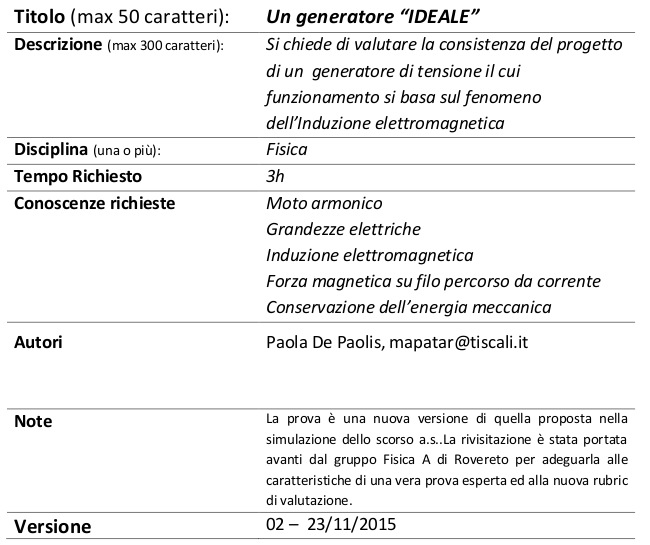 Titolo (max 50 caratteri): Un generatore “IDEALE”
Descrizione (max 300 caratteri): Si chiede di valutare la consistenza del progetto
di un generatore di tensione il cui
funzionamento si basa sul fenomeno
dell’Induzione elettromagnetica
Disciplina (una o più): Fisica
Tempo Richiesto 3h
Conoscenze richieste Moto armonico
Grandezze elettriche
Induzione elettromagnetica
Forza magnetica su filo percorso da corrente
Conservazione dell’energia meccanica
Autori Paola De Paolis, mapatar@tiscali.it
Note La prova è una nuova versione di quella proposta nella
simulazione dello scorso a.s..La rivisitazione è stata portata
avanti dal gruppo Fisica A di Rovereto per adeguarla alle
caratteristiche di una vera prova esperta ed alla nuova rubric
di valutazione.
Versione 02 – 23/11/2015